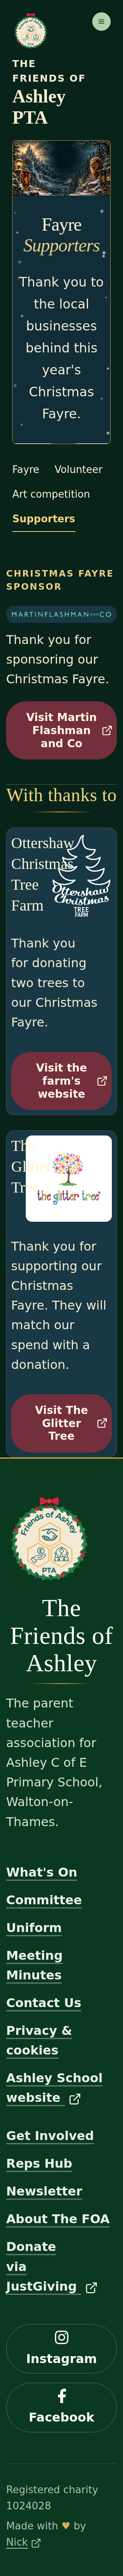 THE
FRIENDS OF
Ashley
PTA
Fayre
Supporters
Thank you to
the local
businesses
behind this
year's
Christmas
Fayre.
Fayre
Volunteer
Art competition
Supporters
CHRISTMAS FAYRE
SPONSOR
MARTINFLASHMANANDCO
Thank you for
sponsoring our
Christmas Fayre.
Visit Martin
Flashman
and Co
With thanks to
Ottershaw
Christmas
Tree
Farm
Ottershaw
Christmas
TREE
FARM
Thank you
for donating
two trees to
our Christmas
Fayre.
Visit the
farm's
website
The
Glitter
Tree
the glitter tree
Thank you for
supporting our
Christmas
Fayre. They will
match our
spend with a
donation.
Visit The
Glitter
Tree
Friends of Ashley
PTA
The
Friends of
Ashley
The parent
teacher
association for
Ashley C of E
Primary School,
Walton-on-
Thames.
What's On
Committee
Uniform
Meeting
Minutes
Contact Us
Privacy &
cookies
Ashley School
website
Get Involved
Reps Hub
Newsletter
About The FOA
Donate
via
JustGiving
Instagram
Facebook
Registered charity
1024028
Made with ♥ by
Nick